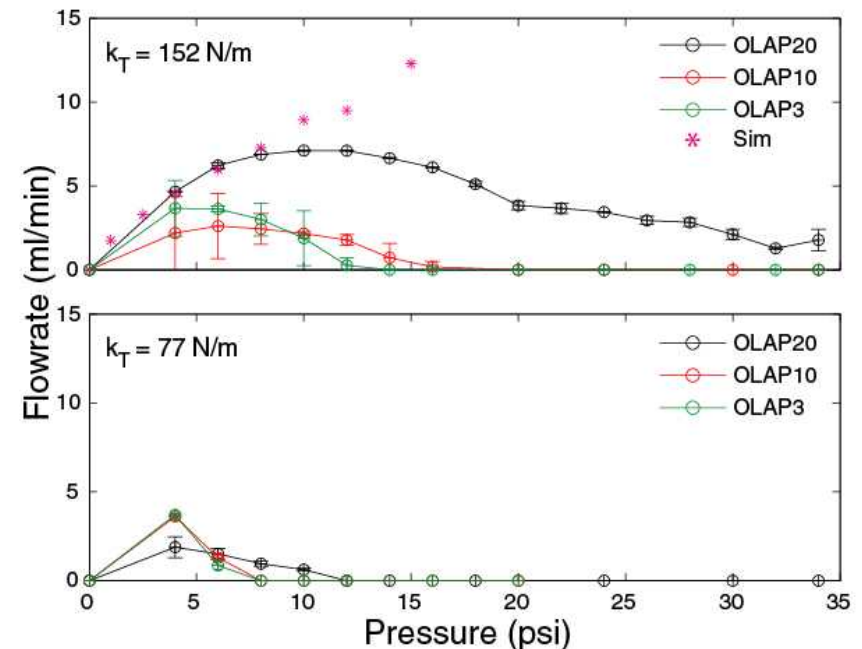 15
k_T = 152 N/m
OLAP20
OLAP10
10
OLAP3
Sim
5
0
15
k_T = 77 N/m
OLAP20
OLAP10
10
OLAP3
5
0
0 5 10 15 20 25 30 35
Flowrate (ml/min)
Pressure (psi)